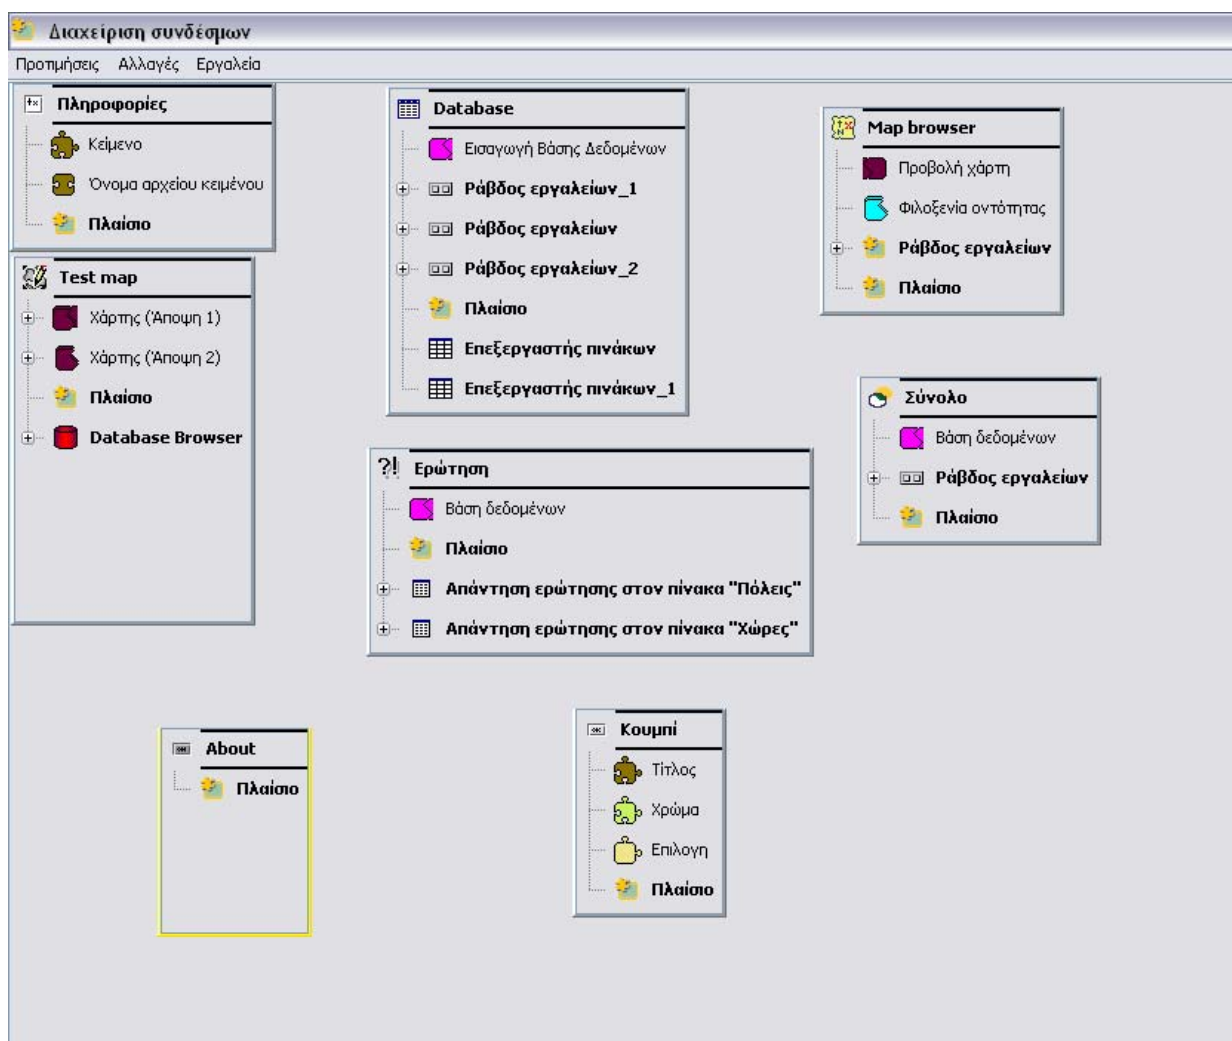 Διαχείριση συνδέσμων
Προτιμήσεις Αλλαγές Εργαλεία
Πληροφορίες
Κείμενο
Όνομα αρχείου κειμένου
Πλαίσιο
Test map
Χάρτης (Άποψη 1)
Χάρτης (Άποψη 2)
Πλαίσιο
Database Browser
Database
Εισαγωγή Βάσης Δεδομένων
Ράβδος εργαλείων_1
Ράβδος εργαλείων
Ράβδος εργαλείων_2
Πλαίσιο
Επεξεργαστής πινάκων
Επεξεργαστής πινάκων_1
Map browser
Προβολή χάρτη
Φιλοξενία οντότητας
Ράβδος εργαλείων
Πλαίσιο
Σύνολο
Βάση δεδομένων
Ράβδος εργαλείων
Πλαίσιο
?! Ερώτηση
Βάση δεδομένων
Πλαίσιο
Απάντηση ερώτησης στον πίνακα "Πόλεις"
Απάντηση ερώτησης στον πίνακα "Χώρες"
About
Πλαίσιο
Κουμπί
Τίτλος
Χρώμα
Επιλογη
Πλαίσιο